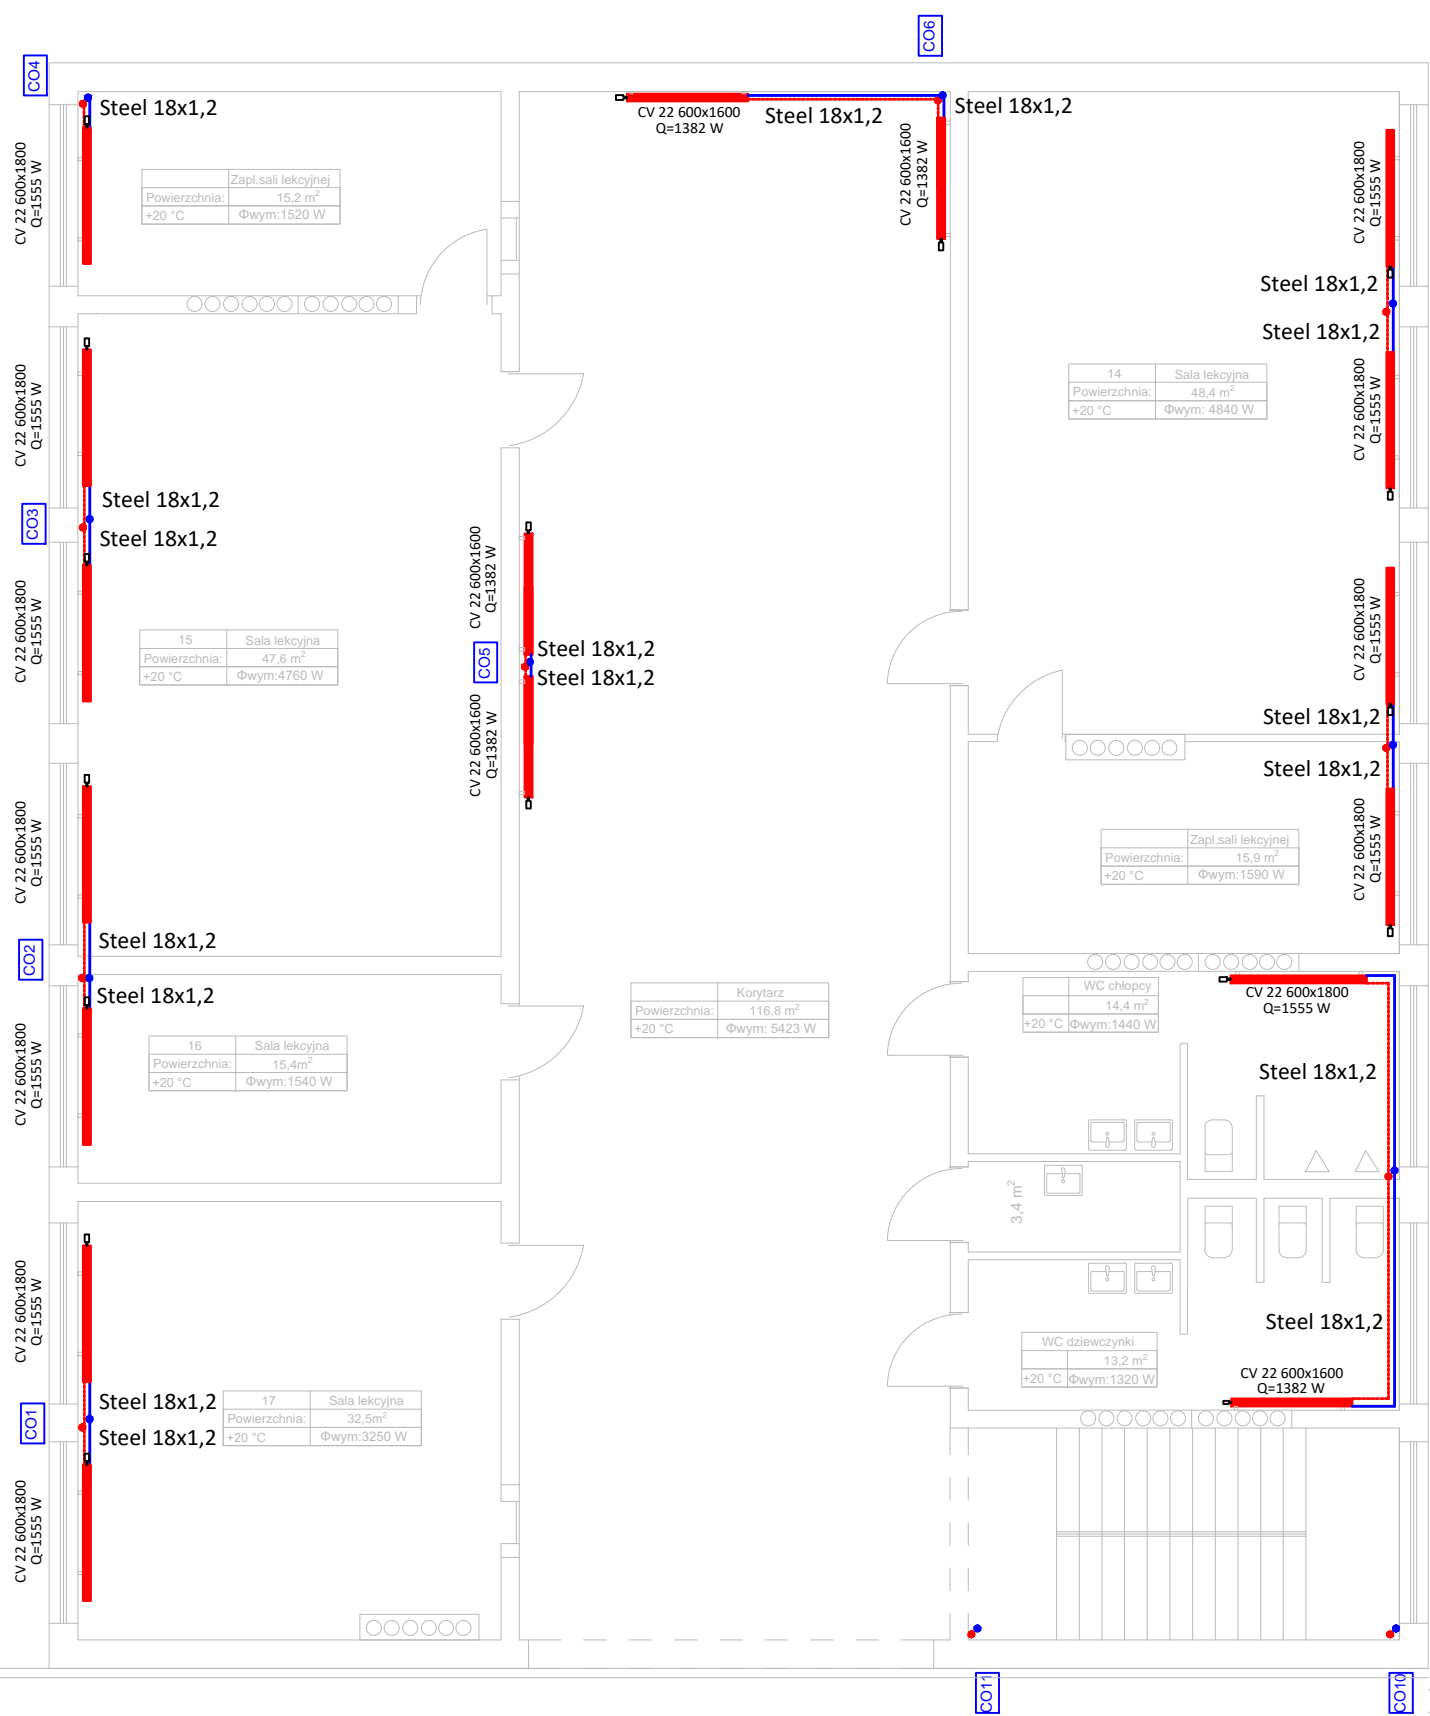 CO6
CO4
Steel 18x1,2
CV 22 600x1800
Q=1555 W
Zapl.sali lekcyjnej
Powierzchnia: 15,2 m²
+20 °C Φwym:1520 W
CV 22 600x1600
Q=1382 W
Steel 18x1,2
Steel 18x1,2
CV 22 600x1600
Q=1382 W
CV 22 600x1800
Q=1555 W
Steel 18x1,2
Steel 18x1,2
CV 22 600x1800
Q=1555 W
14 Sala lekcyjna
Powierzchnia: 48,4 m²
+20 °C Φwym: 4840 W
CV 22 600x1800
Q=1555 W
Steel 18x1,2
CO3
Steel 18x1,2
CV 22 600x1800
Q=1555 W
15 Sala lekcyjna
Powierzchnia: 47,6 m²
+20 °C Φwym:4760 W
CV 22 600x1600
Q=1382 W
CO5
Steel 18x1,2
Steel 18x1,2
CV 22 600x1600
Q=1382 W
CV 22 600x1800
Q=1555 W
Steel 18x1,2
Steel 18x1,2
CV 22 600x1800
Q=1555 W
Zapl.sali lekcyjnej
Powierzchnia: 15,9 m²
+20 °C Φwym:1590 W
CV 22 600x1800
Q=1555 W
Steel 18x1,2
CO2
Steel 18x1,2
CV 22 600x1800
Q=1555 W
16 Sala lekcyjna
Powierzchnia: 15,4m²
+20 °C Φwym:1540 W
Korytarz
Powierzchnia: 116,8 m²
+20 °C Φwym: 5423 W
WC chłopcy
14,4 m²
+20 °C Φwym:1440 W
CV 22 600x1800
Q=1555 W
Steel 18x1,2
3,4 m²
CV 22 600x1800
Q=1555 W
Steel 18x1,2
WC dziewczynki
13,2 m²
+20 °C Φwym:1320 W
CV 22 600x1600
Q=1382 W
Steel 18x1,2
CO1
Steel 18x1,2
17 Sala lekcyjna
Powierzchnia: 32,5m²
+20 °C Φwym:3250 W
CV 22 600x1800
Q=1555 W
CO11
CO10